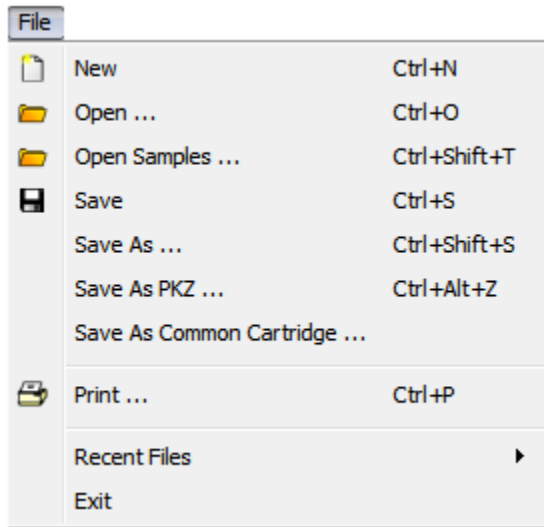 File
New Ctrl+N
Open ... Ctrl+O
Open Samples ... Ctrl+Shift+T
Save Ctrl+S
Save As ... Ctrl+Shift+S
Save As PKZ ... Ctrl+Alt+Z
Save As Common Cartridge ...
Print ... Ctrl+P
Recent Files
Exit